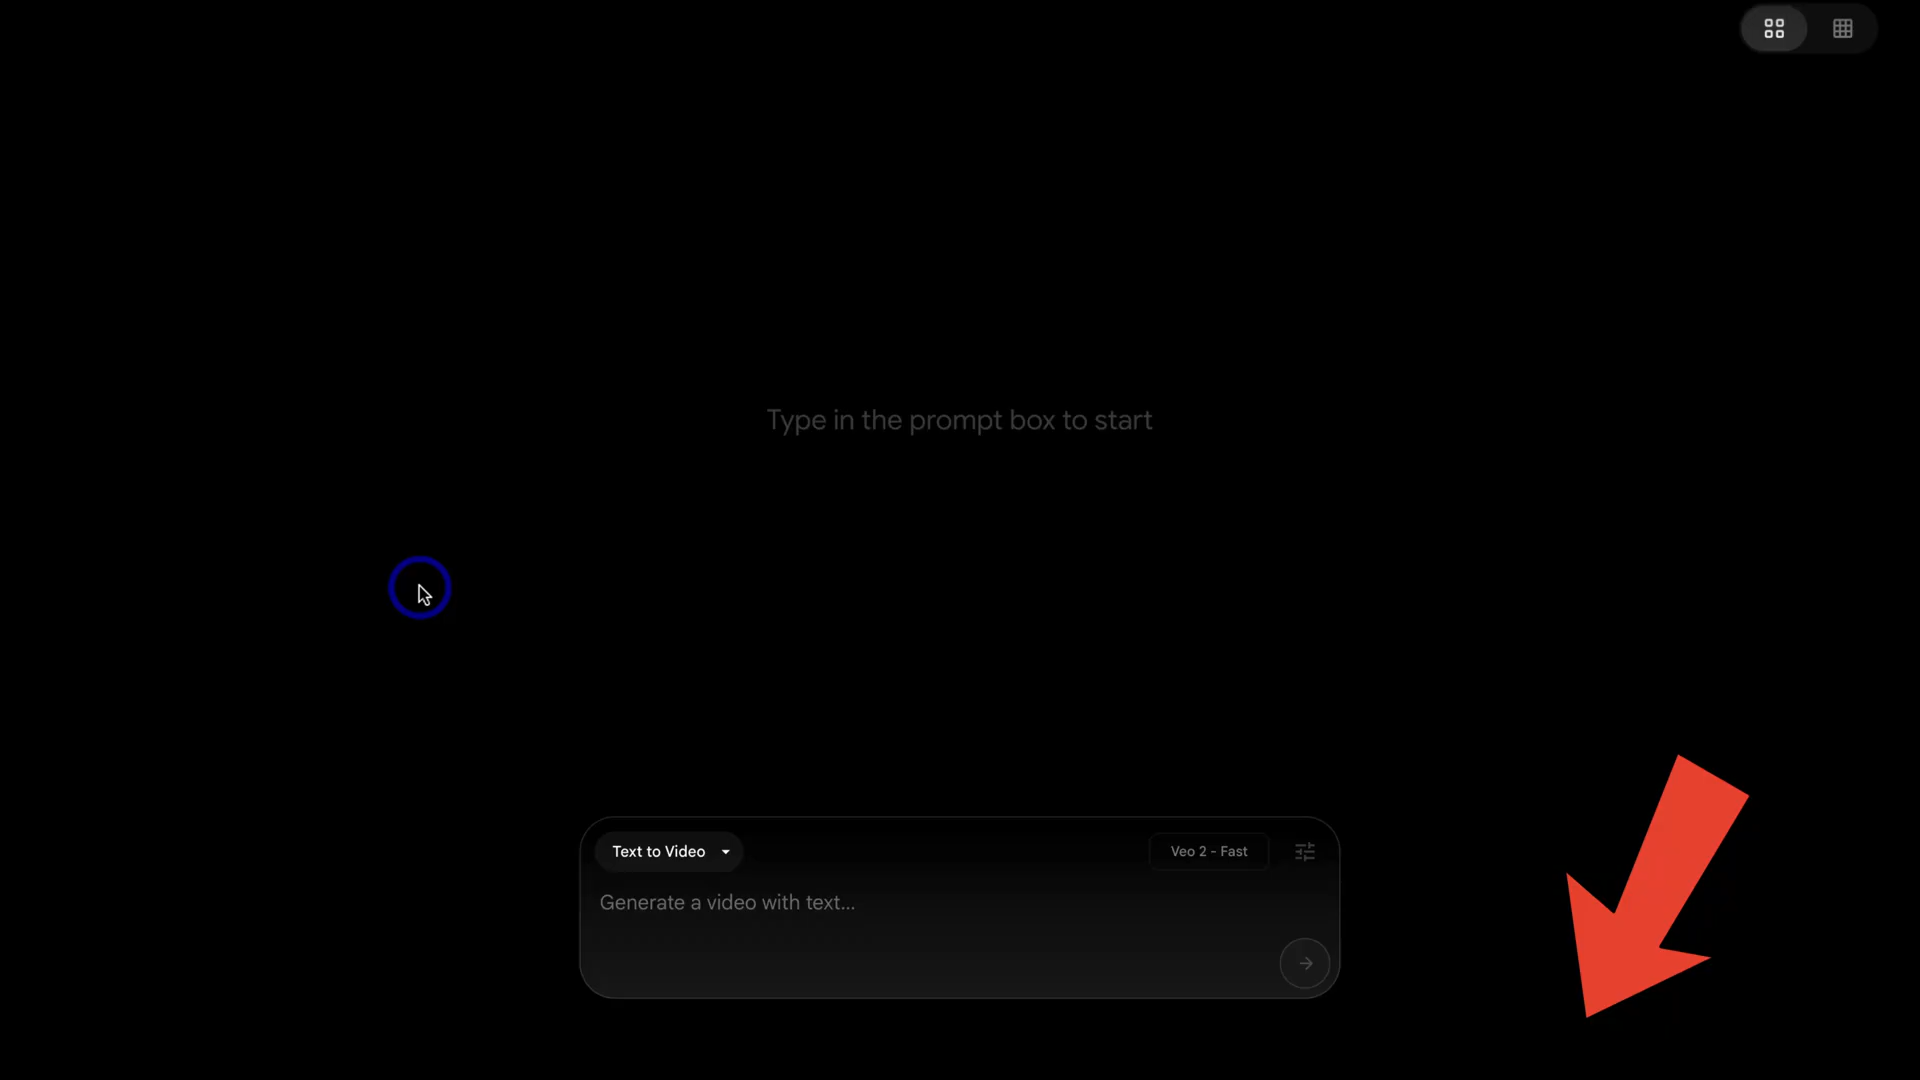 Type in the prompt box to start
Text to Video
Veo 2 - Fast
Generate a video with text...